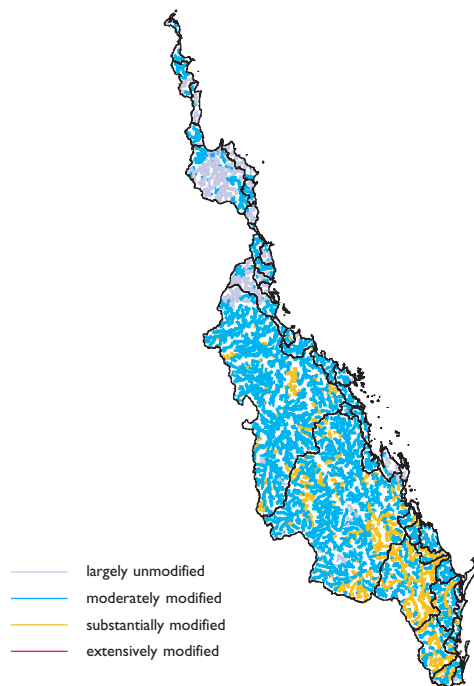 largely unmodified
moderately modified
substantially modified
extensively modified